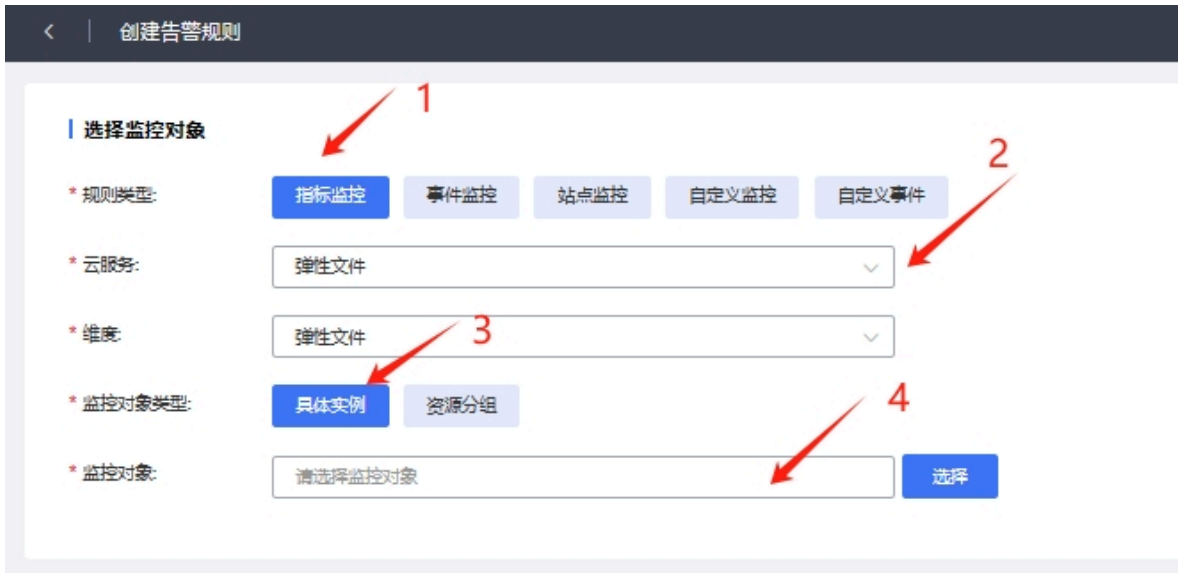 创建告警规则
1
选择监控对象
2
* 规则类型: 指标监控 事件监控 站点监控 自定义监控 自定义事件
* 云服务: 弹性文件
* 维度: 弹性文件
3
* 监控对象类型: 具体实例 资源分组
4
* 监控对象: 请选择监控对象 选择